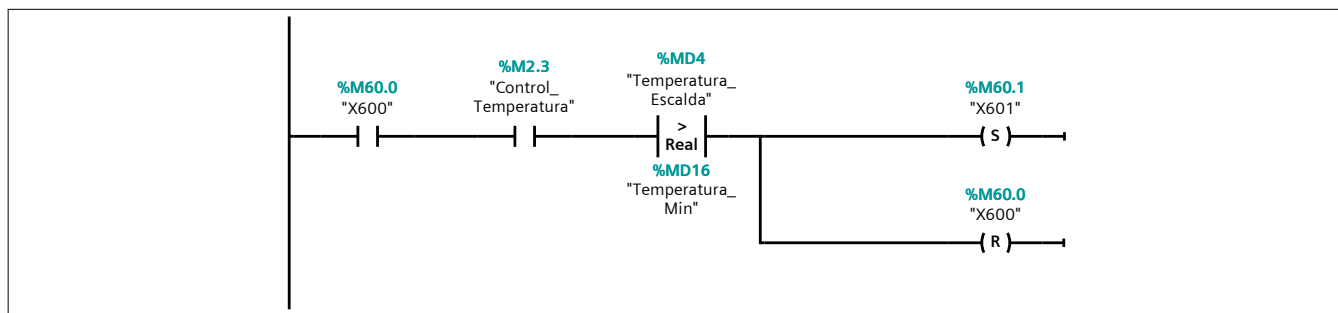 %M60.0
"X600"
%M2.3
"Control_
Temperatura"
%MD4
"Temperatura_
Escalda"
>
Real
%MD16
"Temperatura_
Min"
%M60.1
"X601"
S
%M60.0
"X600"
R